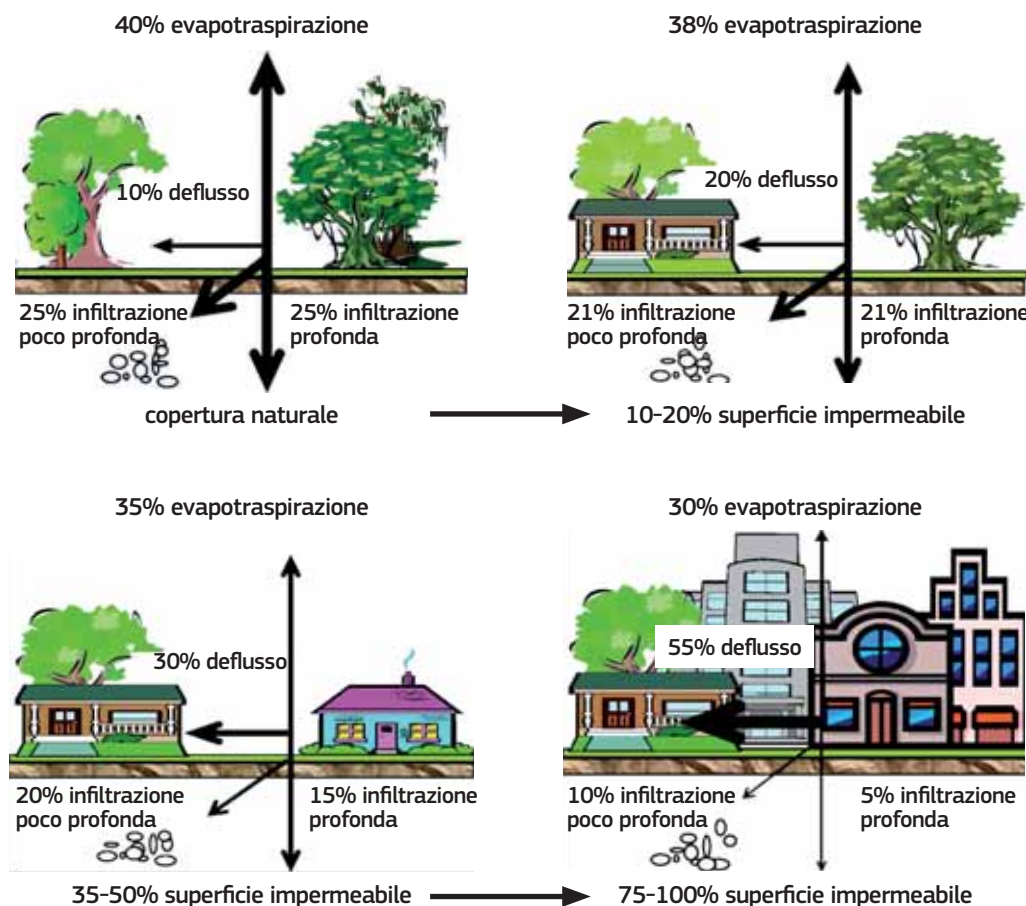 40% evapotraspirazione
10% deflusso
25% infiltrazione
poco profonda
25% infiltrazione
profonda
copertura naturale
38% evapotraspirazione
20% deflusso
21% infiltrazione
poco profonda
21% infiltrazione
profonda
10-20% superficie impermeabile
35% evapotraspirazione
30% deflusso
20% infiltrazione
poco profonda
15% infiltrazione
profonda
35-50% superficie impermeabile
30% evapotraspirazione
55% deflusso
10% infiltrazione
poco profonda
5% infiltrazione
profonda
75-100% superficie impermeabile